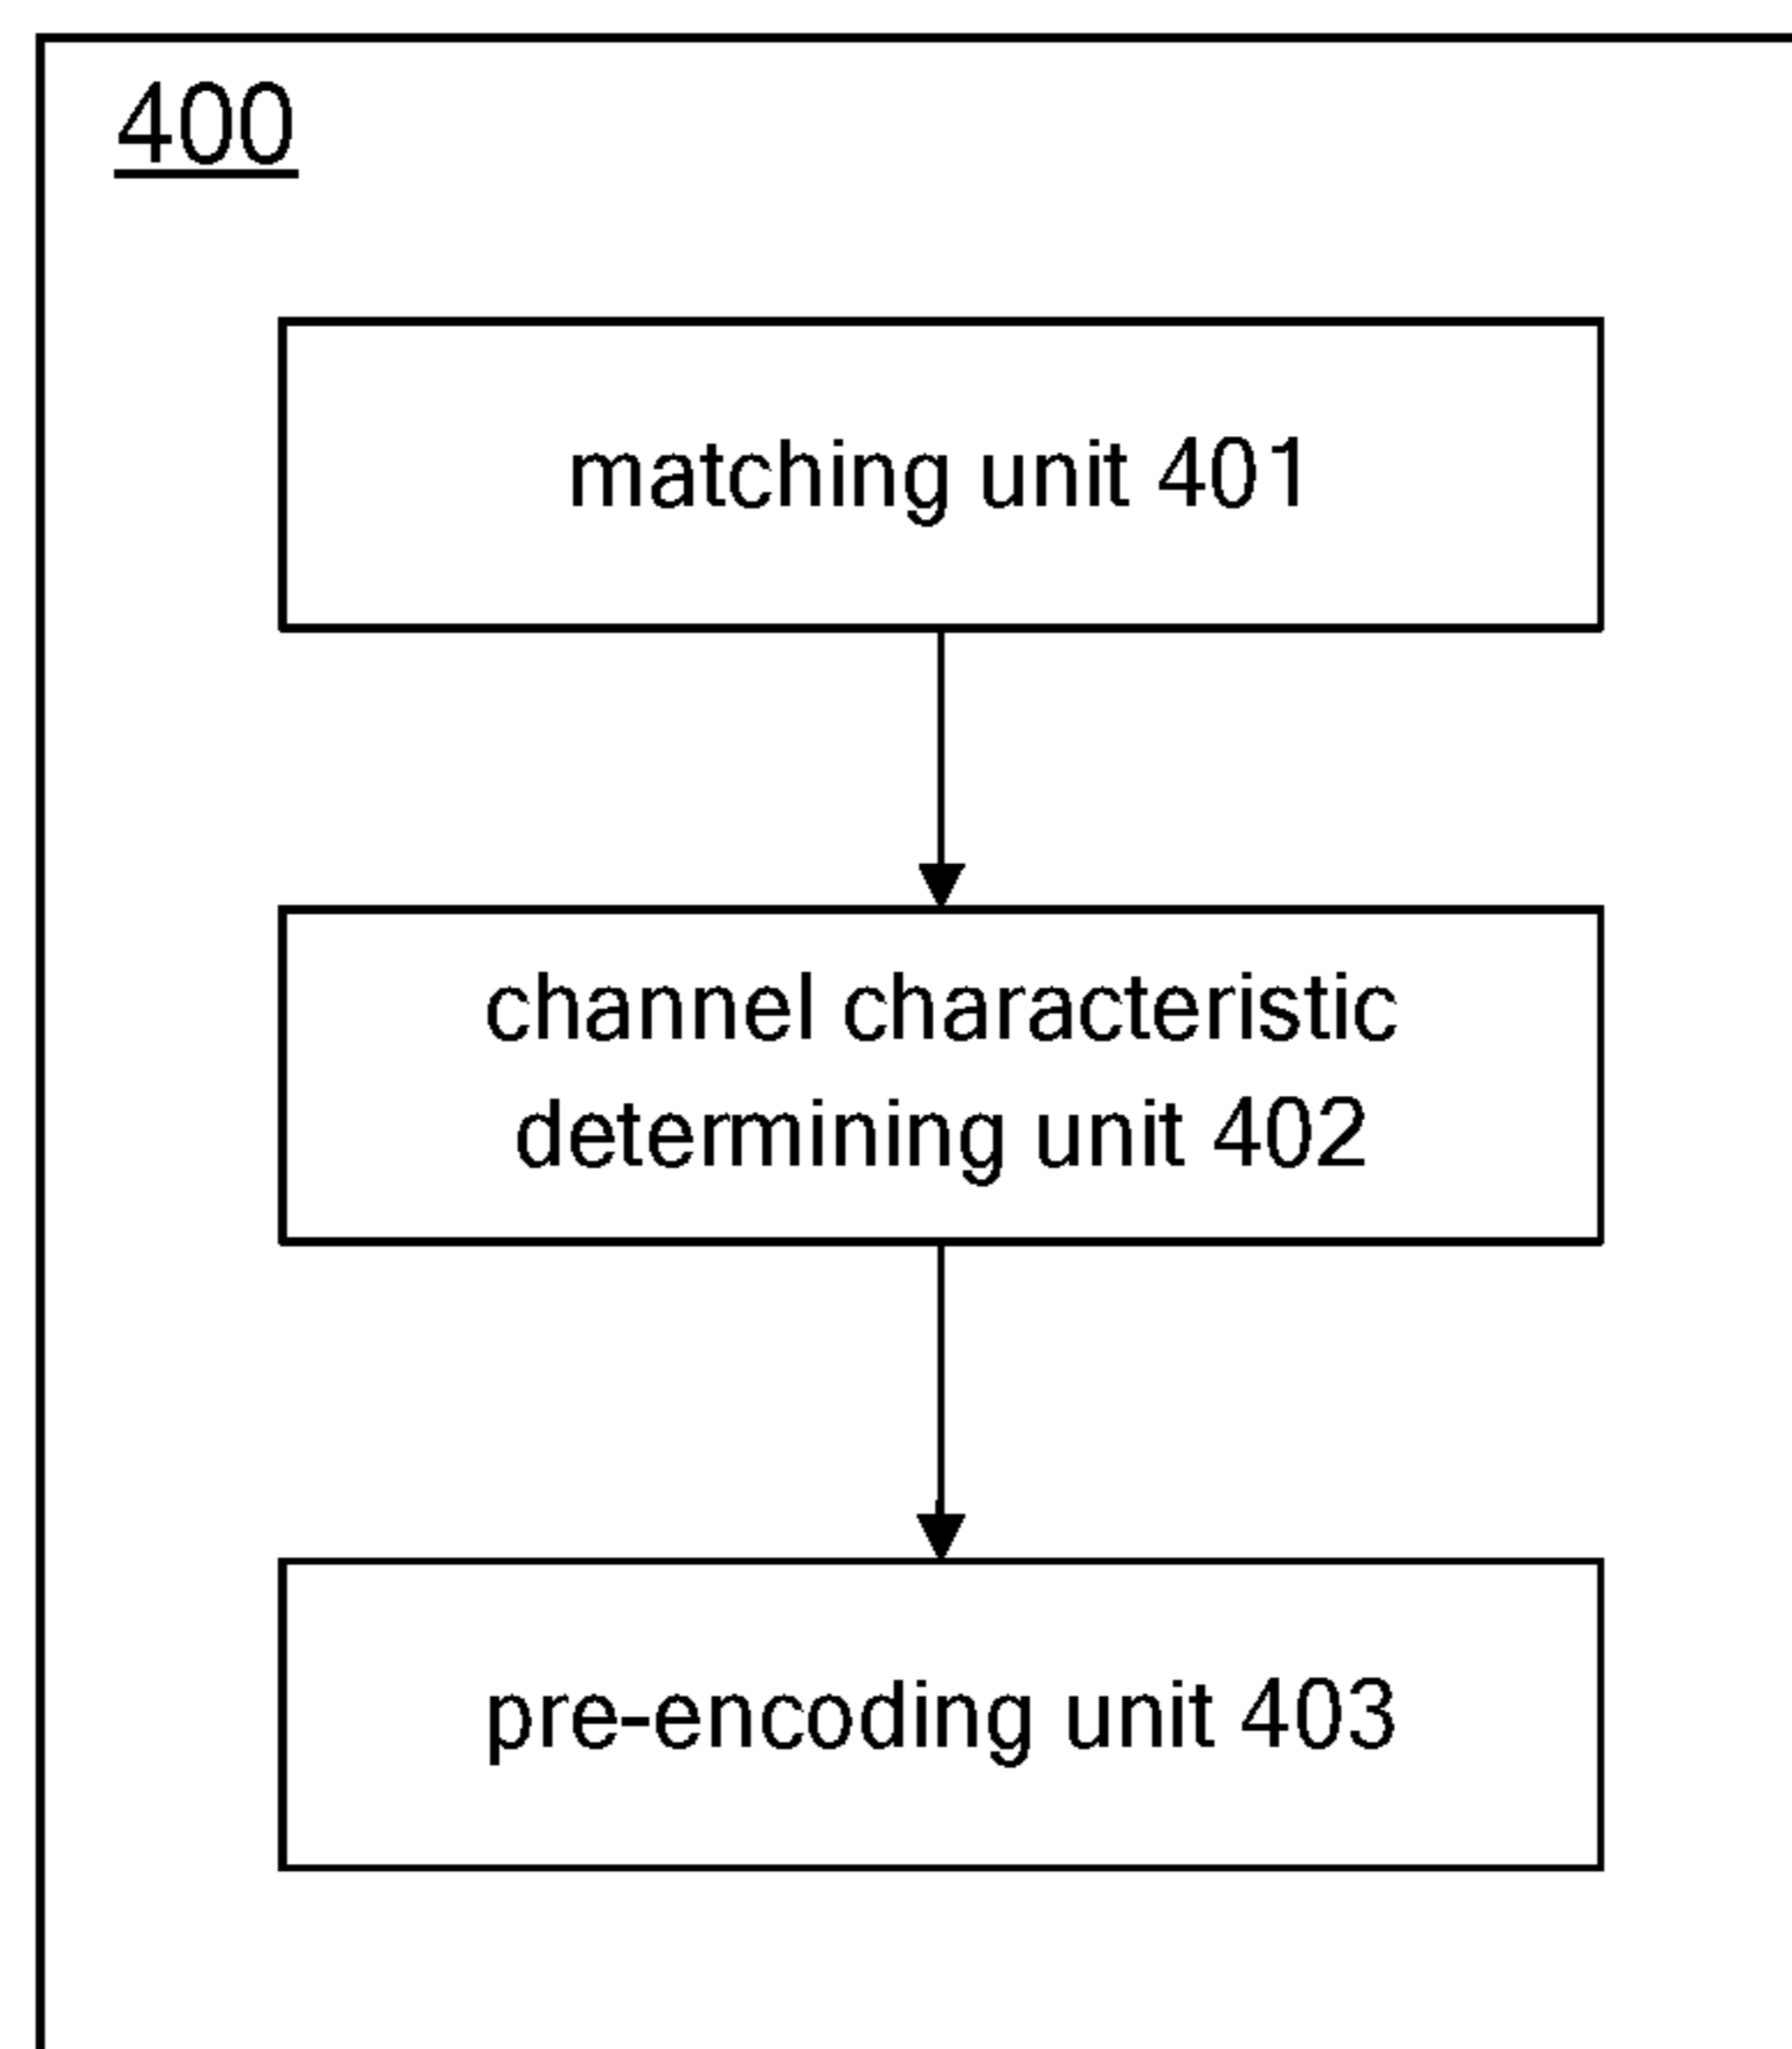 400
matching unit 401
channel characteristic
determining unit 402
pre-encoding unit 403